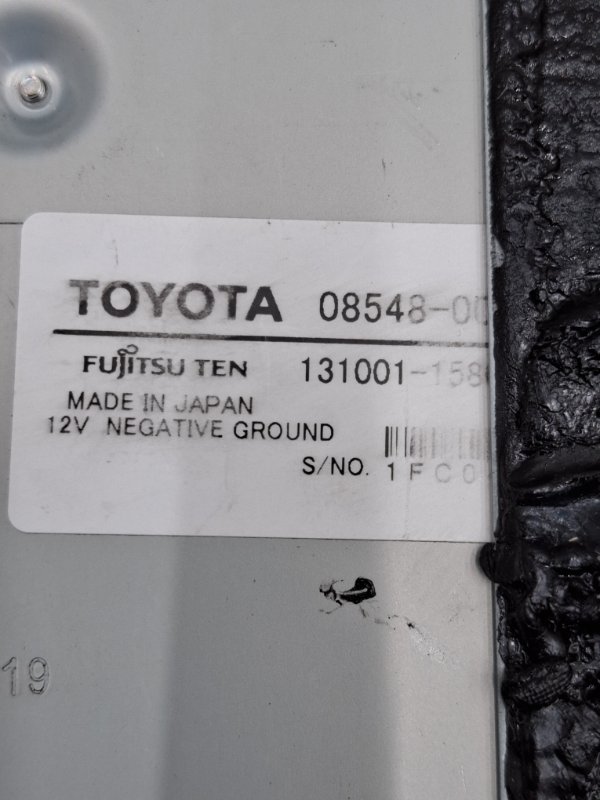 TOYOTA 08548-00
FUJITSU TEN 131001-158
MADE IN JAPAN
12V NEGATIVE GROUND
S/NO. 1FC0
19